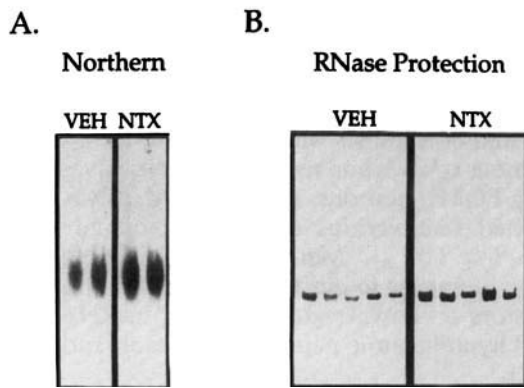 A.
Northern
VEH NTX
B.
RNase Protection
VEH NTX